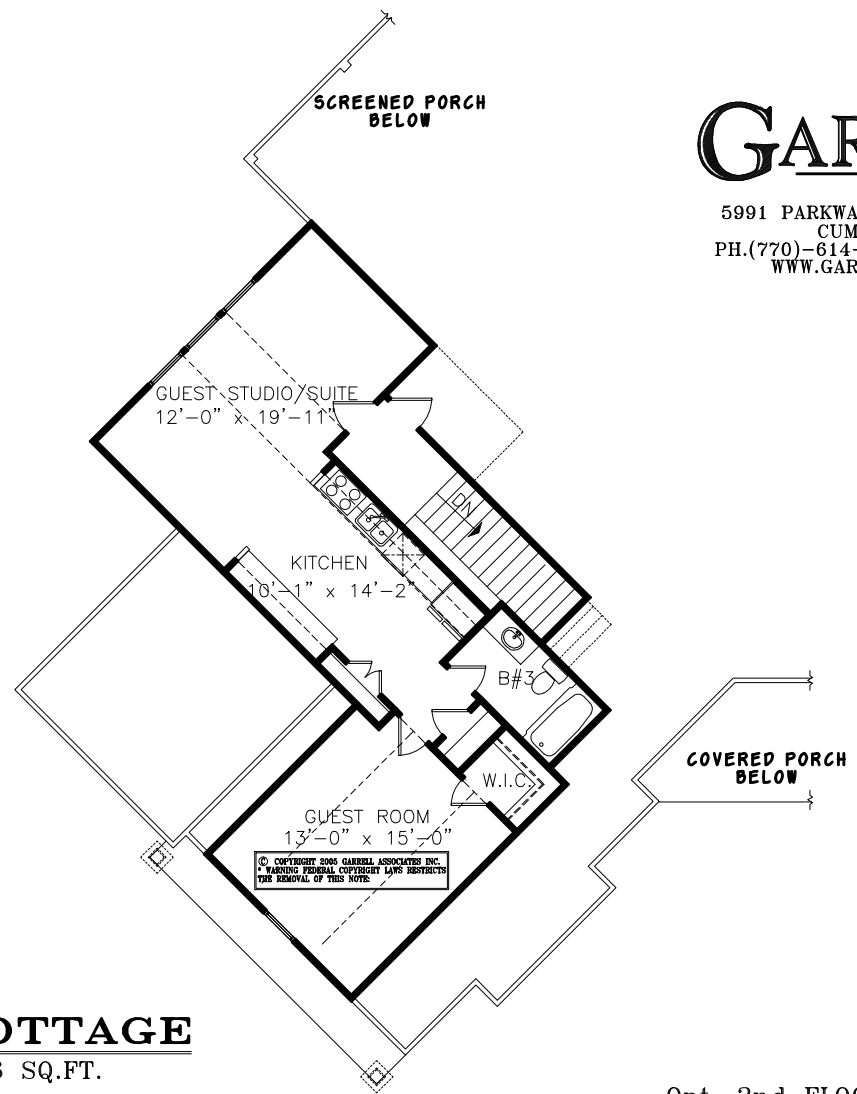 SCREENED PORCH
BELOW
GAR
5991 PARKWA
CUM
PH.(770)-614-
WWW.GAR
GUEST STUDIO/SUITE
12'-0" x 19'-11"
DN
KITCHEN
10'-1" x 14'-2"
B#3
COVERED PORCH
BELOW
W.I.C.
GUEST ROOM
13'-0" x 15'-0"
© COPYRIGHT 2005 GARRELL ASSOCIATES INC.
* WARNING FEDERAL COPYRIGHT LAWS RESTRICTS
THE REMOVAL OF THIS NOTE:
OTTAGE
SQ.FT.
Opt. 2nd FLOO